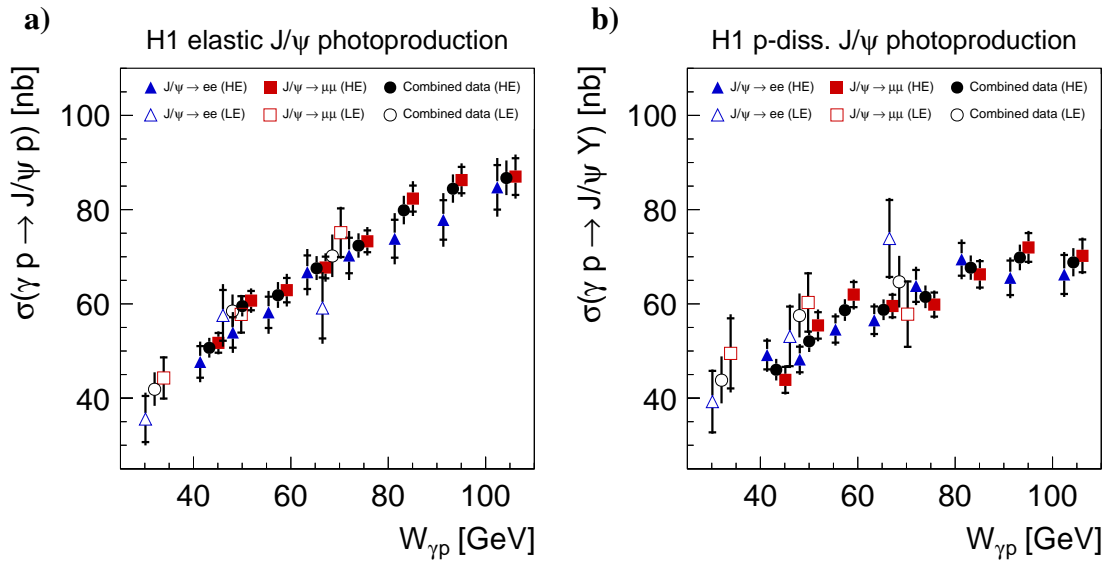 a)
H1 elastic J/ψ photoproduction
σ(γ p → J/ψ p) [nb]
J/ψ → ee (HE)
J/ψ → μμ (HE)
Combined data (HE)
J/ψ → ee (LE)
J/ψ → μμ (LE)
Combined data (LE)
100
80
60
40
40 60 80 100
Wγp [GeV]
b)
H1 p-diss. J/ψ photoproduction
σ(γ p → J/ψ Y) [nb]
J/ψ → ee (HE)
J/ψ → μμ (HE)
Combined data (HE)
J/ψ → ee (LE)
J/ψ → μμ (LE)
Combined data (LE)
100
80
60
40
40 60 80 100
Wγp [GeV]